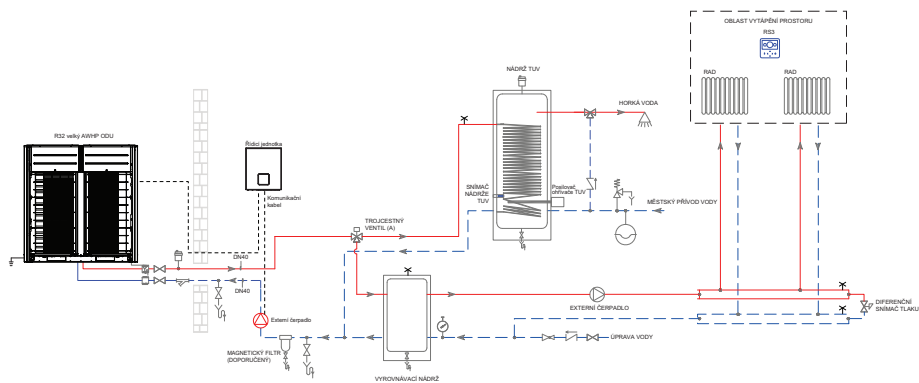 OBLAST VYTÁPĚNÍ PROSTORU
RS3
RAD
RAD
NÁDRŽ TUV
HORKÁ VODA
R32 velký AWHP ODU
Řídicí jednotka
Komunikační
kabel
SNÍMAČ
NÁDRŽE
TUV
Posilovač
ohřívače TUV
MĚSTSKÝ PŘÍVOD VODY
TROJCESTNÝ
VENTIL (A)
DN40
DN40
Externí čerpadlo
EXTERNÍ ČERPADLO
DIFERENČNÍ
SNÍMAČ TLAKU
MAGNETICKÝ FILTR
(DOPORUČENÝ)
ÚPRAVA VODY
VYROVNÁVACÍ NÁDRŽ